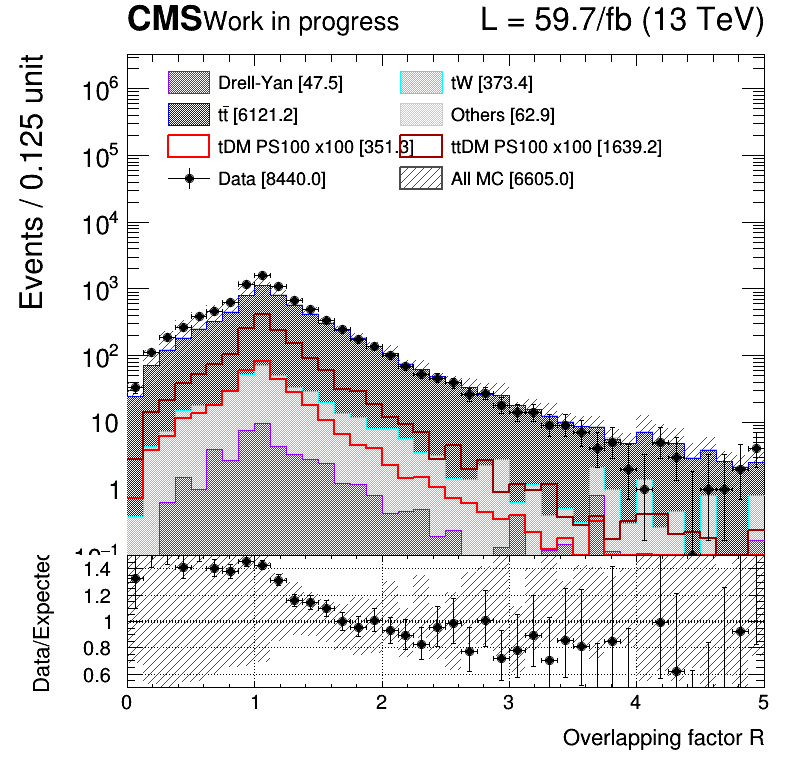 CMS Work in progress L = 59.7/fb (13 TeV)
Events / 0.125 unit
10⁶
10⁵
10⁴
10³
10²
10
1
10⁻¹
Drell-Yan [47.5] tW [373.4]
tt̄ [6121.2] Others [62.9]
tDM PS100 x100 [351.3] ttDM PS100 x100 [1639.2]
Data [8440.0] All MC [6605.0]
Data/Expected
1.4
1.2
1
0.8
0.6
0 1 2 3 4 5
Overlapping factor R